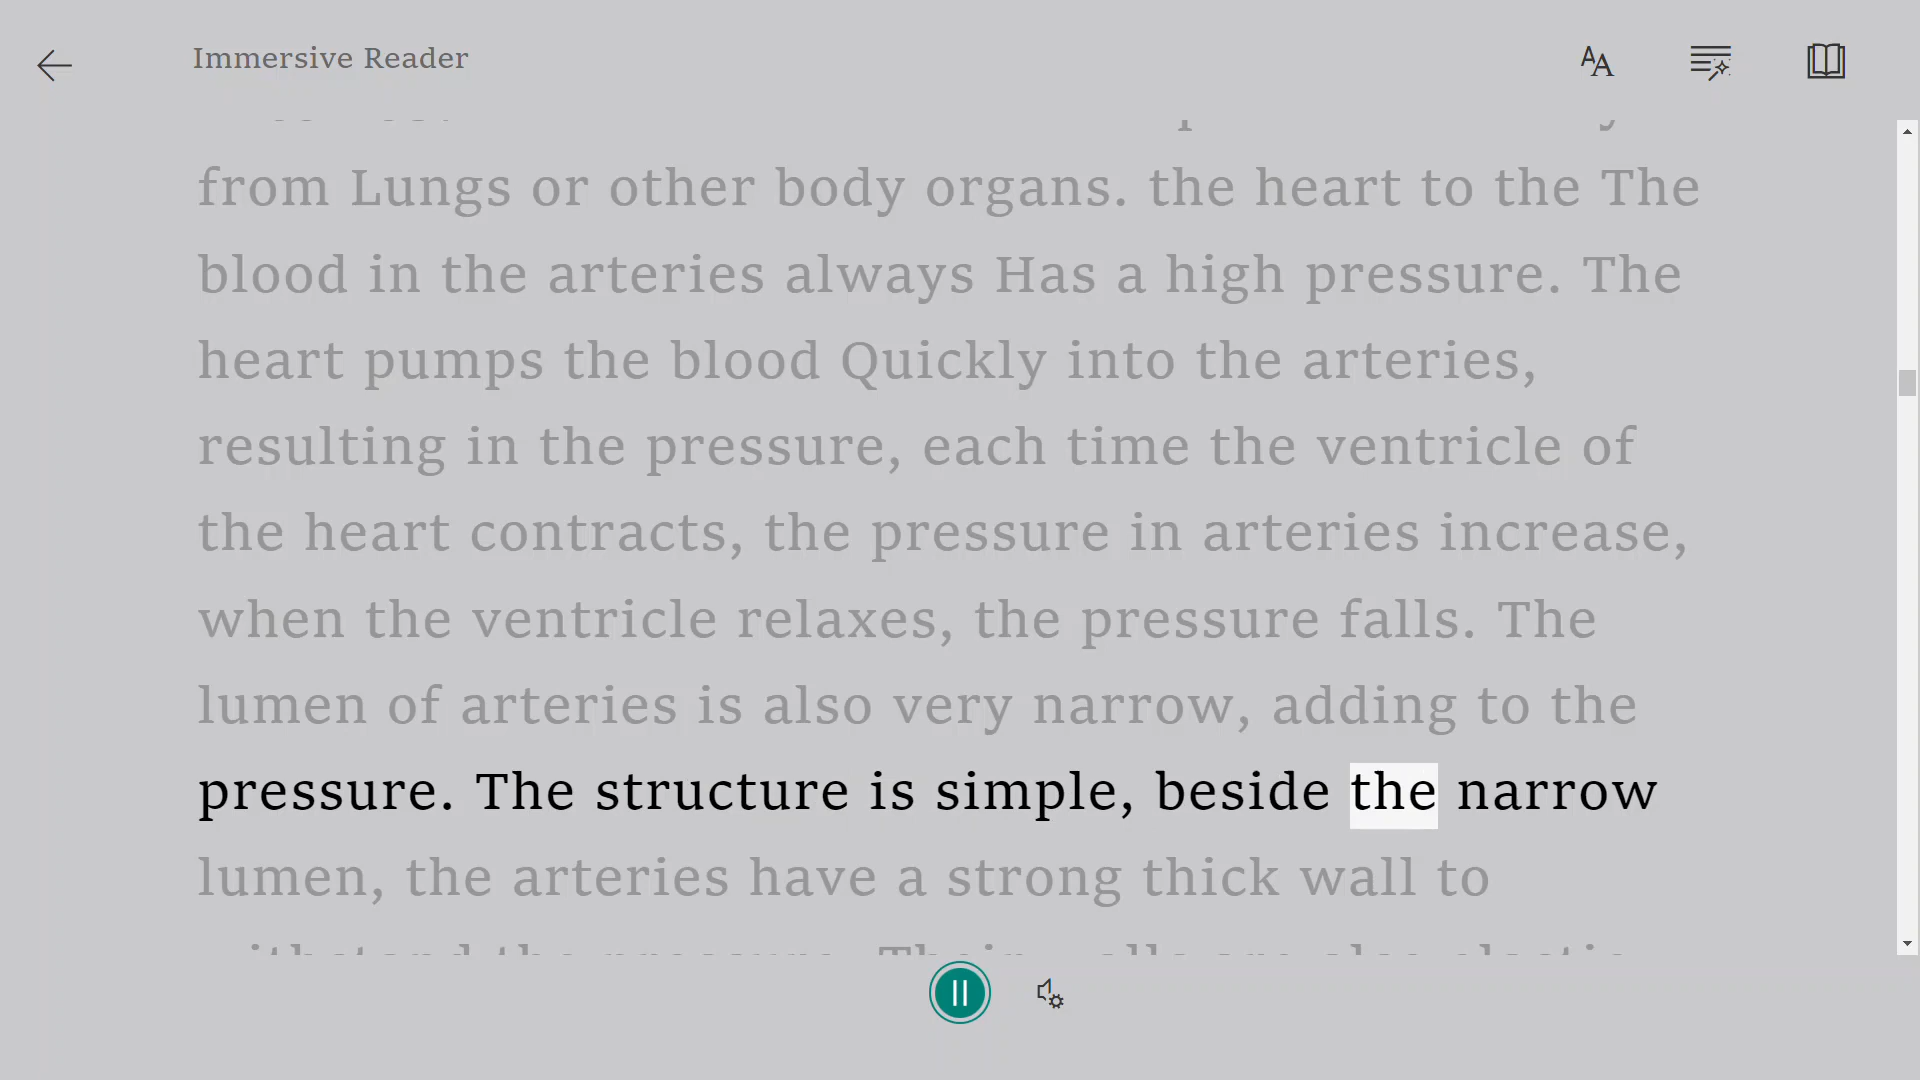 Immersive Reader
from Lungs or other body organs. the heart to the The
blood in the arteries always Has a high pressure. The
heart pumps the blood Quickly into the arteries,
resulting in the pressure, each time the ventricle of
the heart contracts, the pressure in arteries increase,
when the ventricle relaxes, the pressure falls. The
lumen of arteries is also very narrow, adding to the
pressure. The structure is simple, beside the narrow
lumen, the arteries have a strong thick wall to